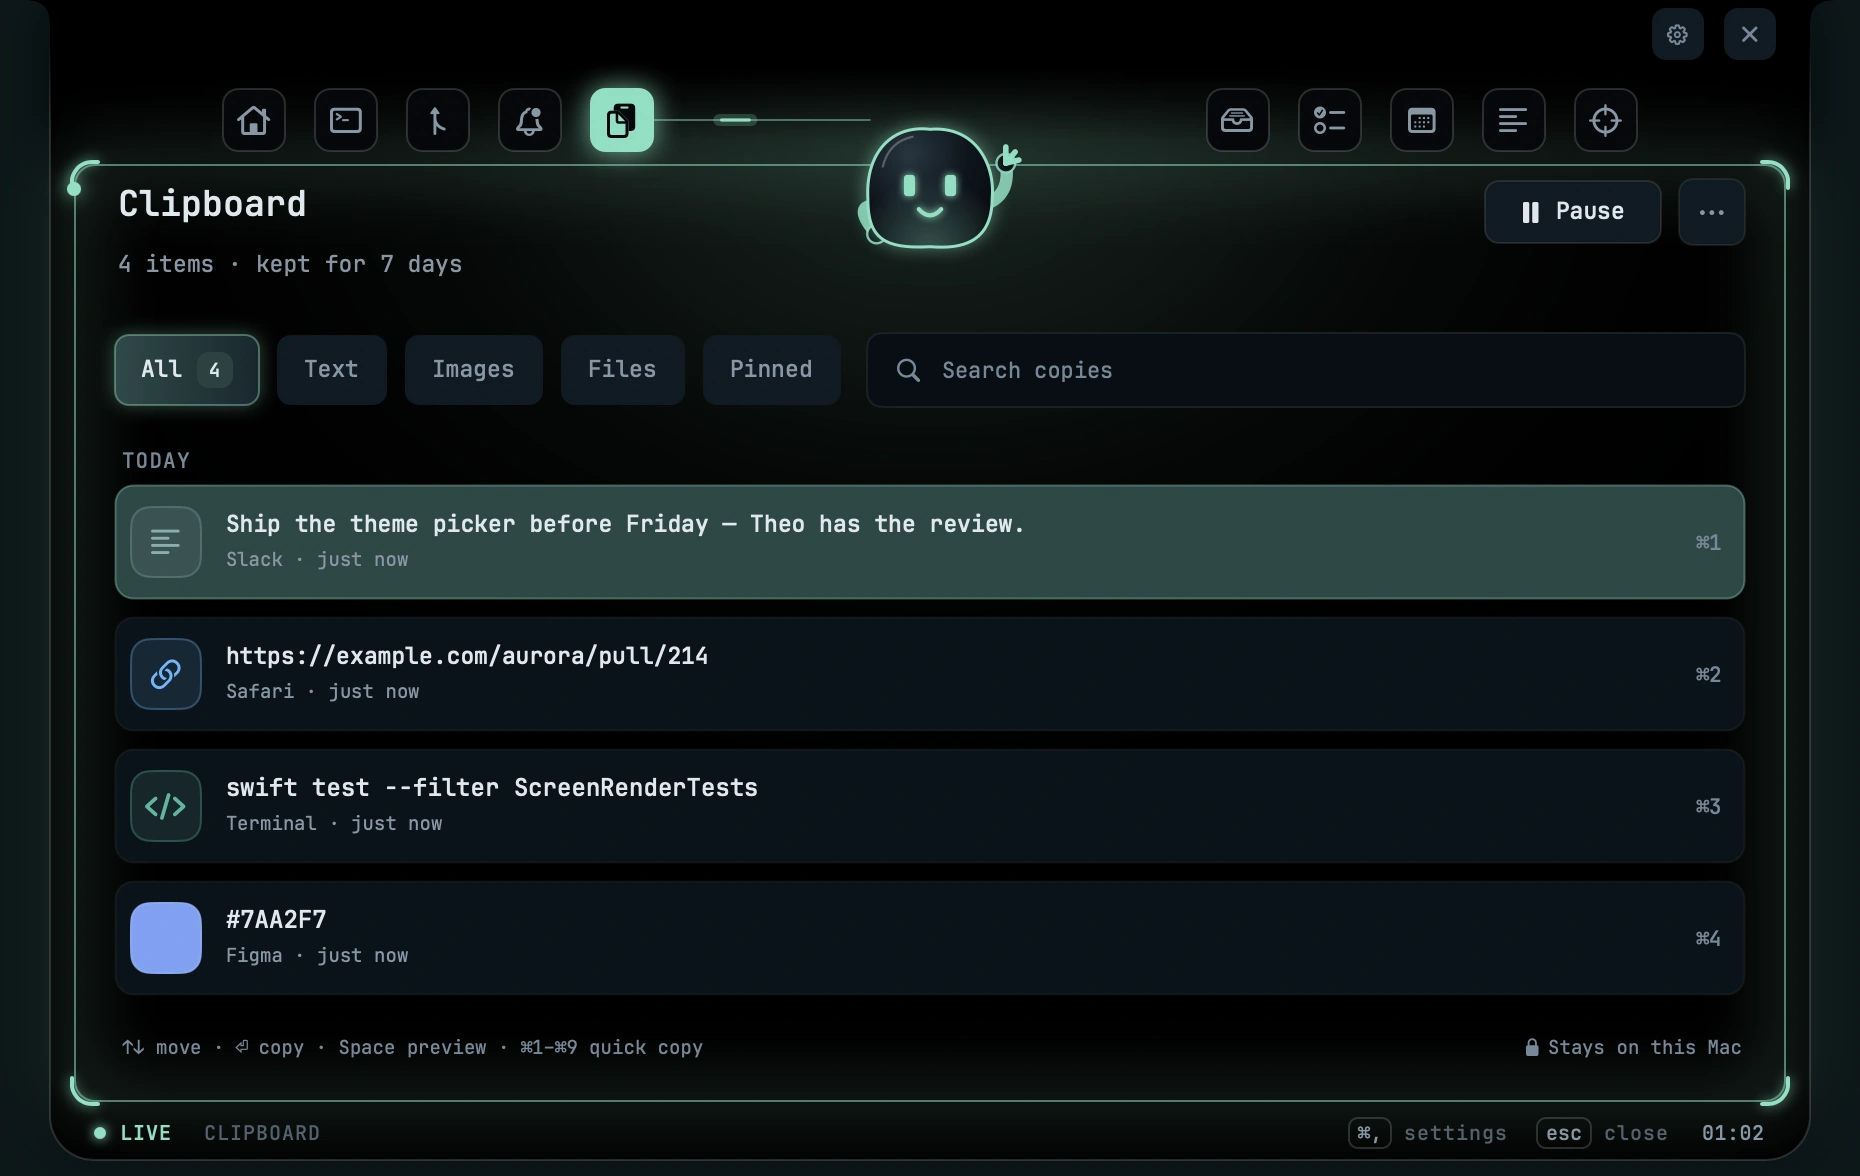 Clipboard
Pause
4 items · kept for 7 days
All 4 Text Images Files Pinned Search copies
TODAY
Ship the theme picker before Friday — Theo has the review.
Slack · just now
⌘1
https://example.com/aurora/pull/214
Safari · just now
⌘2
swift test --filter ScreenRenderTests
Terminal · just now
⌘3
#7AA2F7
Figma · just now
⌘4
↑↓ move · ⏎ copy · Space preview · ⌘1–⌘9 quick copy
Stays on this Mac
LIVE CLIPBOARD
⌘, settings esc close 01:02